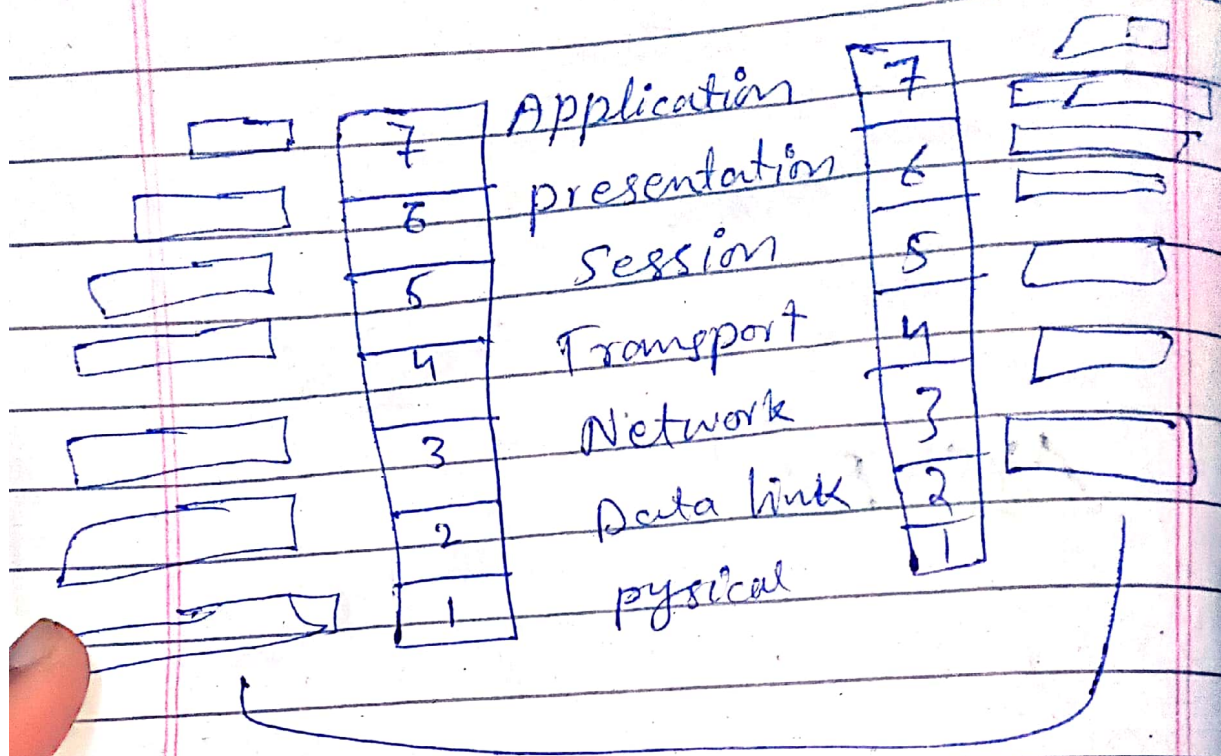 7 Application 7
6 presentation 6
5 Session 5
4 Transport 4
3 Network 3
2 Data link 2
1 pysical 1